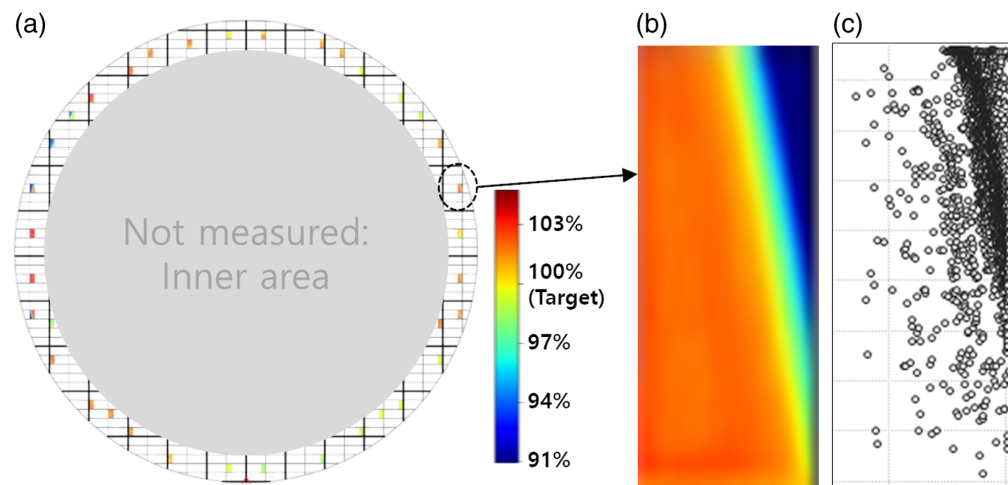 (a)
(b)
(c)
Not measured:
Inner area
103%
100%
(Target)
97%
94%
91%